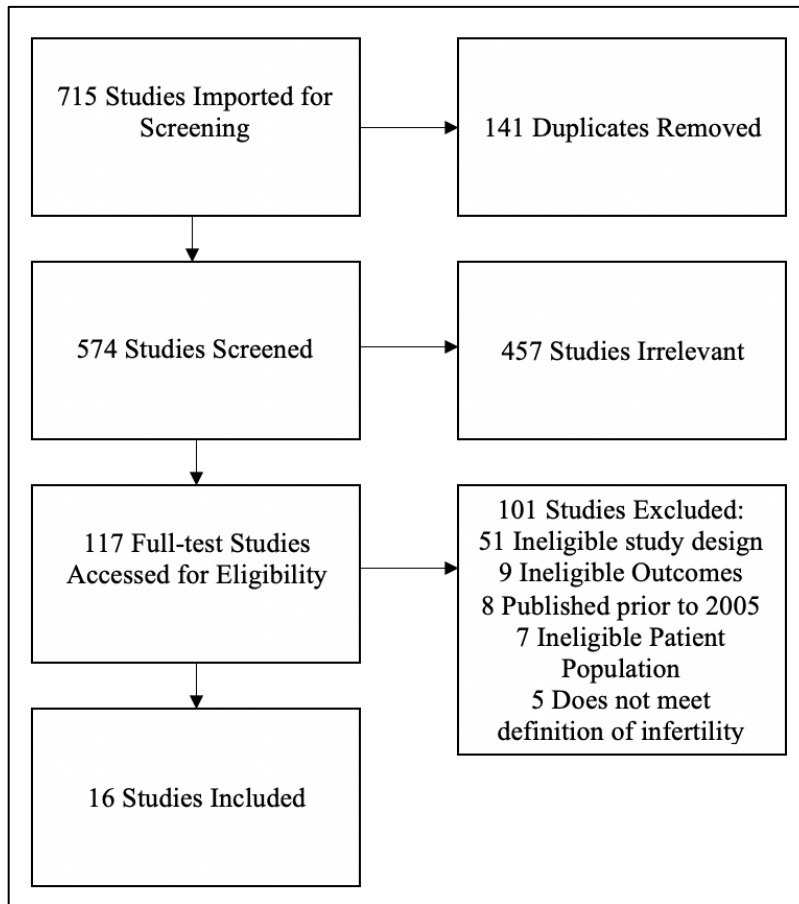 715 Studies Imported for
Screening
141 Duplicates Removed
574 Studies Screened
457 Studies Irrelevant
117 Full-test Studies
Accessed for Eligibility
101 Studies Excluded:
51 Ineligible study design
9 Ineligible Outcomes
8 Published prior to 2005
7 Ineligible Patient
Population
5 Does not meet
definition of infertility
16 Studies Included